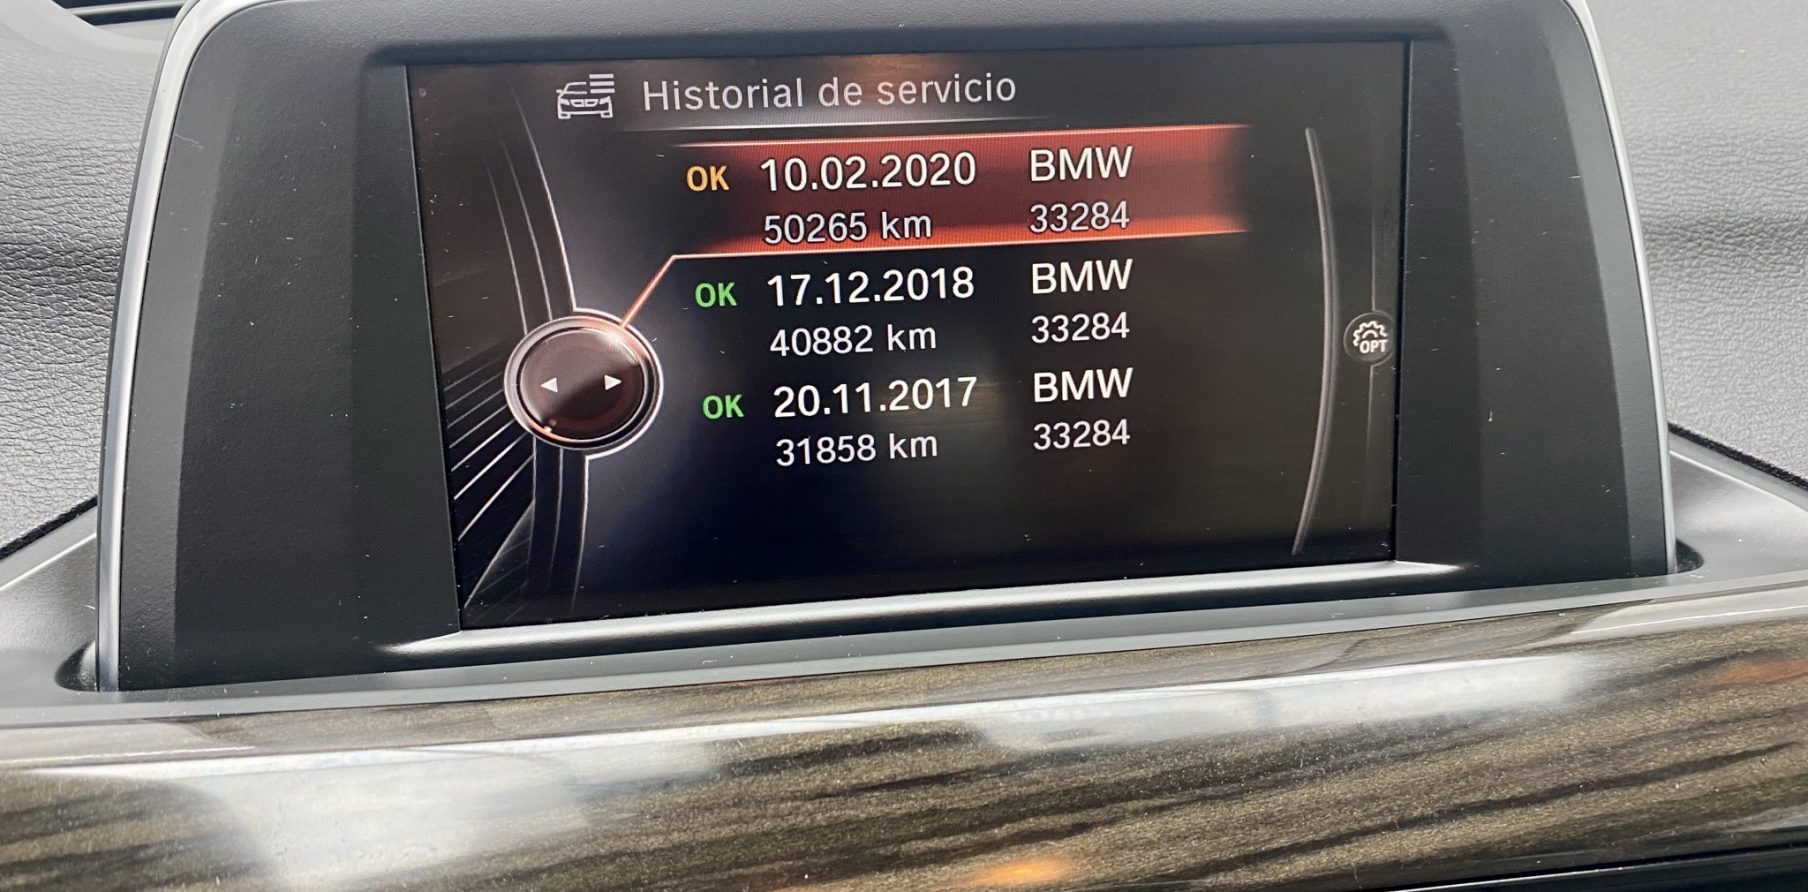 Historial de servicio
OK 10.02.2020 BMW
50265 km 33284
OK 17.12.2018 BMW
40882 km 33284
OPT
OK 20.11.2017 BMW
31858 km 33284